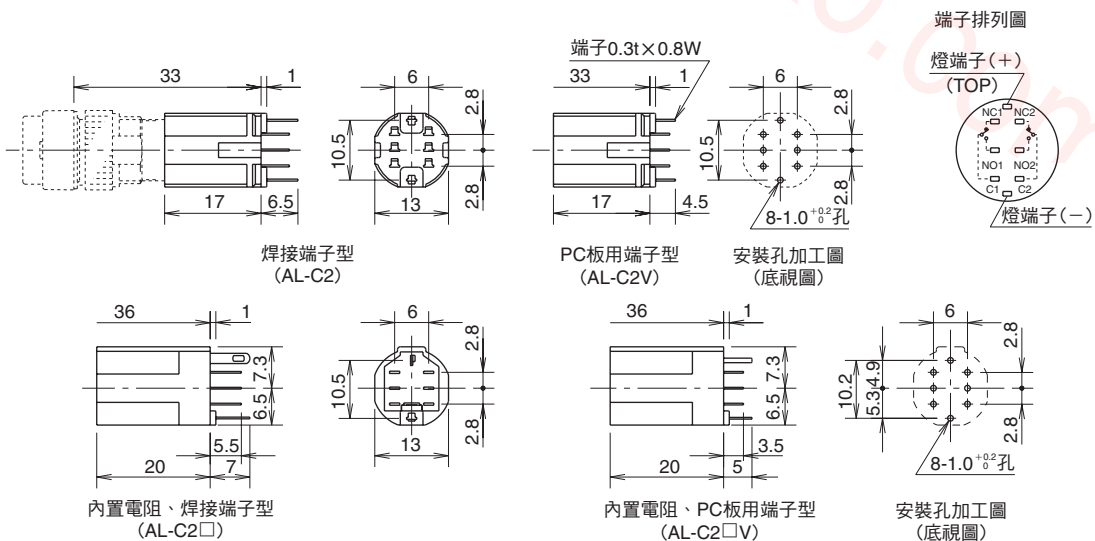 端子排列圖
端子0.3t×0.8W
燈端子(+)
(TOP)
33
1
6
2.8
33
1
6
2.8
NC1
NC2
10.5
10.5
NO1
NO2
C1
C2
2.8
2.8
17
6.5
13
17
4.5
8-1.0 +0.2 0 孔
燈端子(−)
焊接端子型
(AL-C2)
PC板用端子型
(AL-C2V)
安裝孔加工圖
(底視圖)
36
1
6
2.8
36
1
6
2.8
7.3
10.5
7.3
10.2
4.9
6.5
6.5
5.3
5.5
2.8
3.5
2.8
20
7
13
20
5
8-1.0 +0.2 0 孔
內置電阻、焊接端子型
(AL-C2□)
內置電阻、PC板用端子型
(AL-C2□V)
安裝孔加工圖
(底視圖)